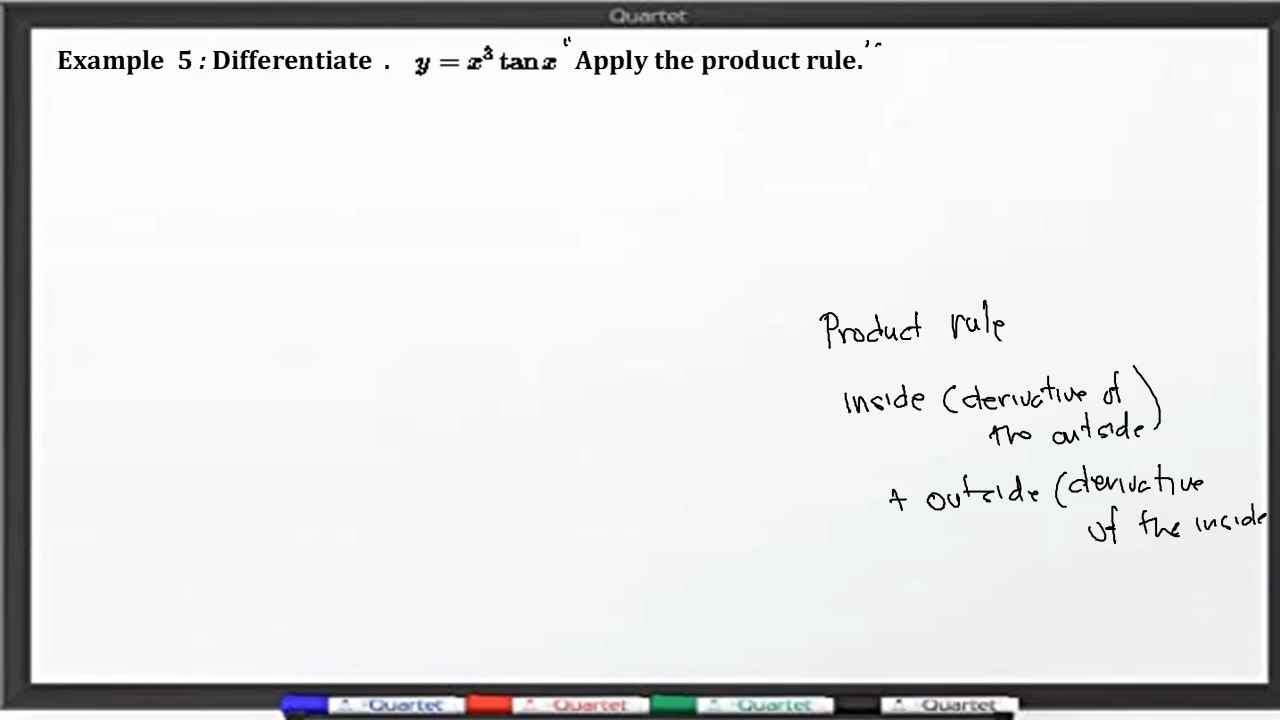 Quartet
Example 5 : Differentiate . y = x³ tan x “Apply the product rule.”
Product rule
inside (derivative of
the outside)
+ outside (derivative
of the inside
Quartet Quartet Quartet Quartet